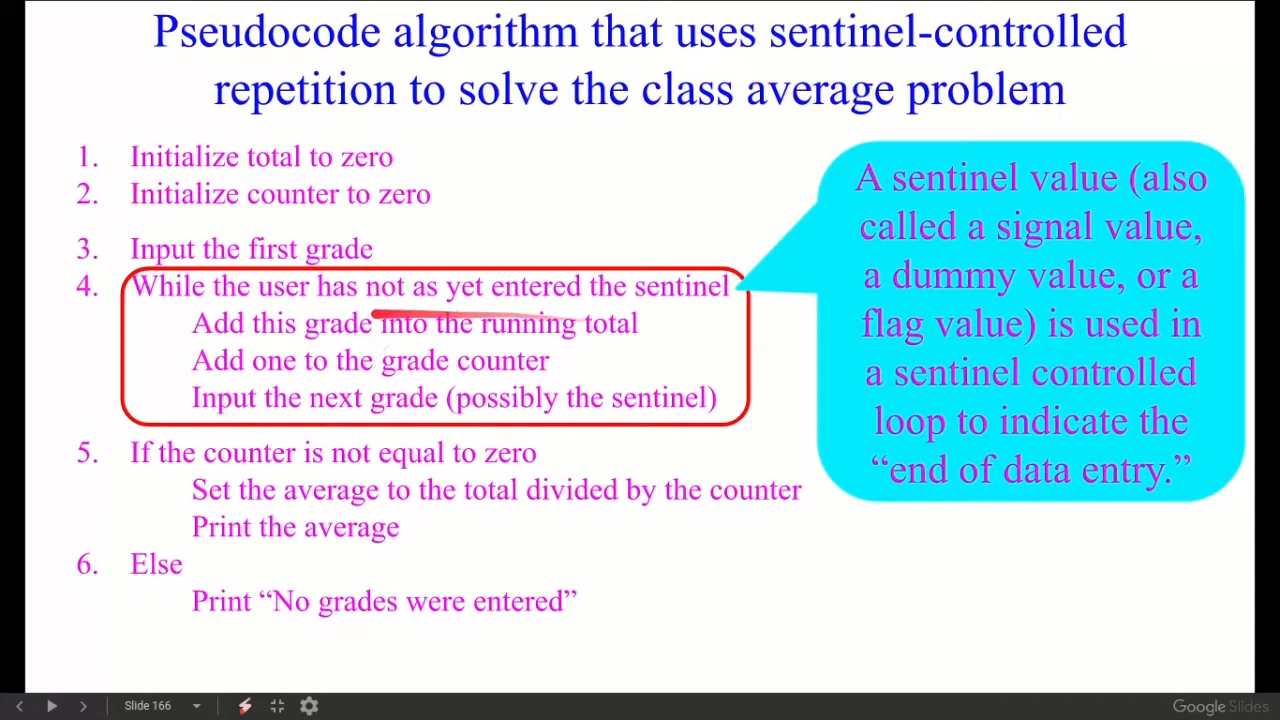 Pseudocode algorithm that uses sentinel-controlled
repetition to solve the class average problem
1. Initialize total to zero
2. Initialize counter to zero
3. Input the first grade
4. While the user has not as yet entered the sentinel
Add this grade into the running total
Add one to the grade counter
Input the next grade (possibly the sentinel)
5. If the counter is not equal to zero
Set the average to the total divided by the counter
Print the average
6. Else
Print “No grades were entered”
A sentinel value (also
called a signal value,
a dummy value, or a
flag value) is used in
a sentinel controlled
loop to indicate the
“end of data entry.”
Slide 166
Google Slides